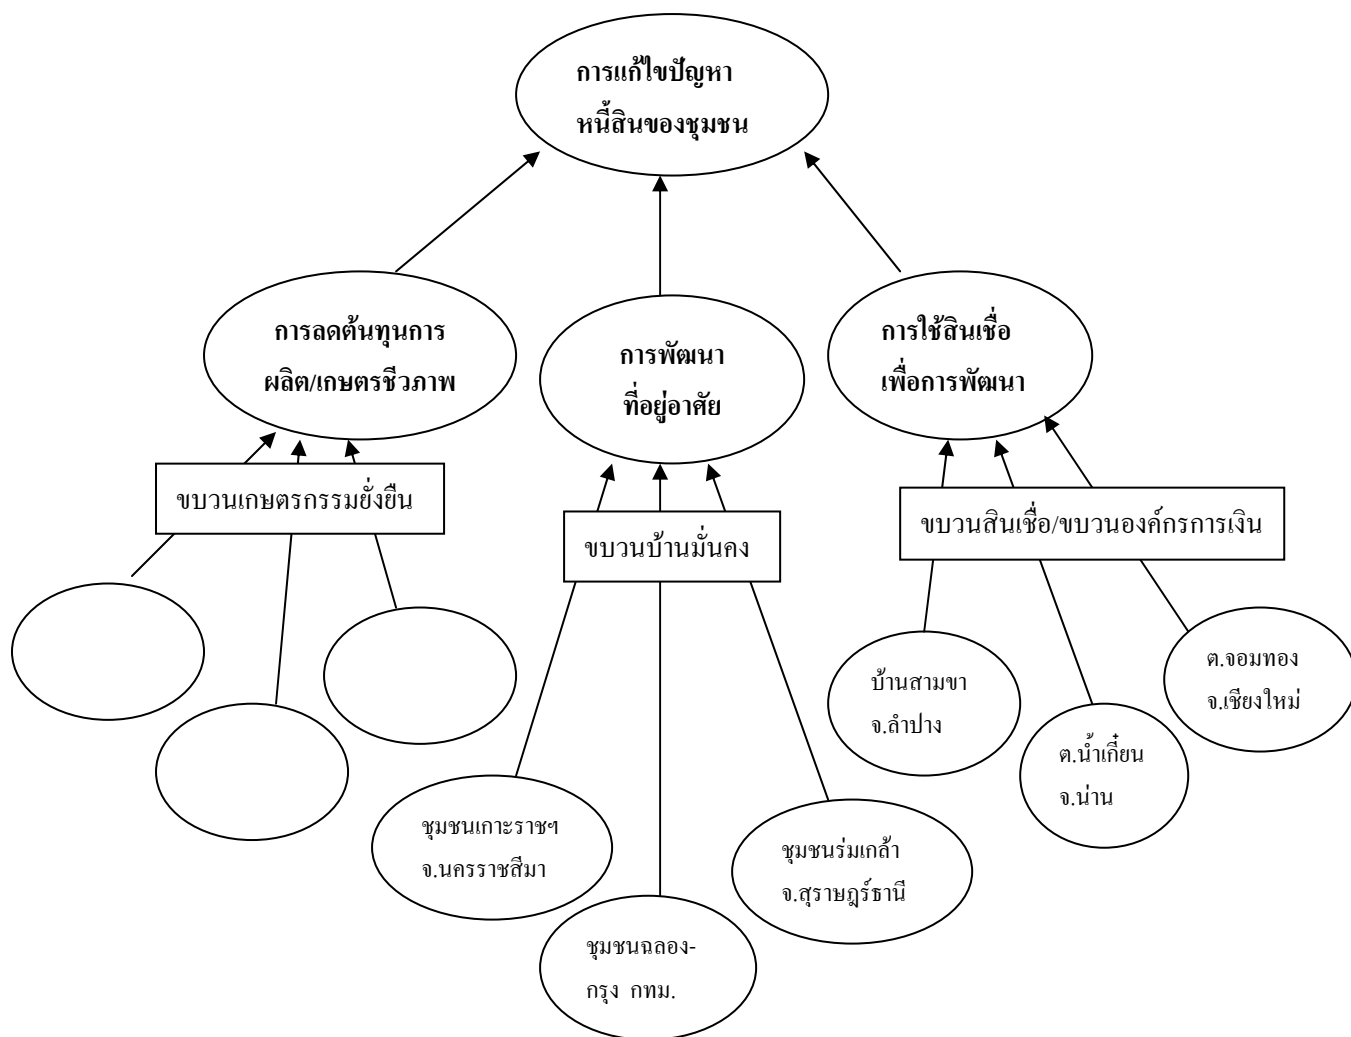 การแก้ไขปัญหา
หนี้สินของชุมชน
การลดต้นทุนการ
ผลิต/เกษตรชีวภาพ
การพัฒนา
ที่อยู่อาศัย
การใช้สินเชื่อ
เพื่อการพัฒนา
ขบวนเกษตรกรรมยั่งยืน
ขบวนบ้านมั่นคง
ขบวนสินเชื่อ/ขบวนองค์กรการเงิน
บ้านสามขา
จ.ลำปาง
ต.น้ำเกี๋ยน
จ.น่าน
ต.จอมทอง
จ.เชียงใหม่
ชุมชนเกาะราชฯ
จ.นครราชสีมา
ชุมชนฉลอง-
กรุง กทม.
ชุมชนร่มเกล้า
จ.สุราษฎร์ธานี